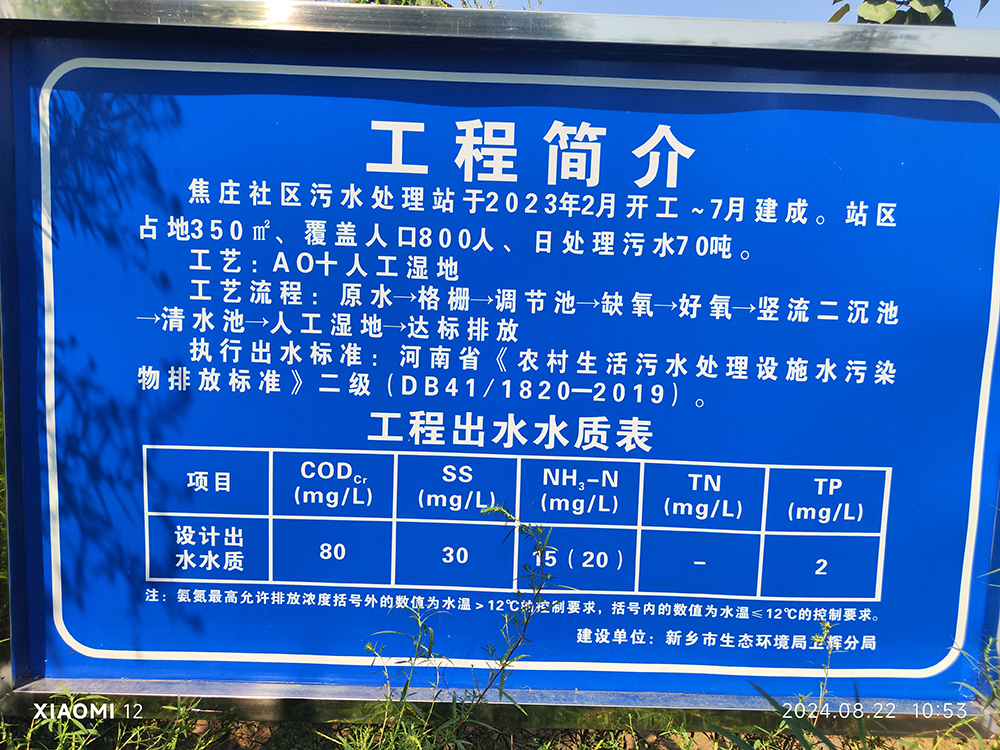 工程简介
焦庄社区污水处理站于2023年2月开工~7月建成。站区
占地350㎡、覆盖人口800人、日处理污水70吨。
工艺：AO十人工湿地
工艺流程：原水→格栅→调节池→缺氧→好氧→竖流二沉池
→清水池→人工湿地→达标排放
执行出水标准：河南省《农村生活污水处理设施水污染
物排放标准》二级（DB41/1820—2019）。
工程出水水质表
项目 CODCr (mg/L) SS (mg/L) NH3-N (mg/L) TN (mg/L) TP (mg/L)
设计出水水质 80 30 15（20） - 2
注：氨氮最高允许排放浓度括号外的数值为水温>12℃的控制要求，括号内的数值为水温≤12℃的控制要求。
建设单位：新乡市生态环境局卫辉分局
XIAOMI 12
2024.08.22 10:53